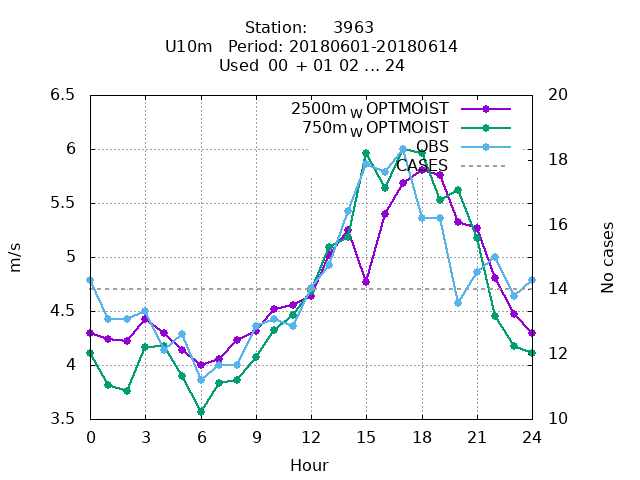 Station: 3963
U10m Period: 20180601-20180614
Used 00 + 01 02 ... 24
6.5
6
5.5
5
4.5
4
3.5
m/s
2500m W OPTMOIST
750m W OPTMOIST
OBS
CASES
20
18
16
14
12
10
No cases
0 3 6 9 12 15 18 21 24
Hour